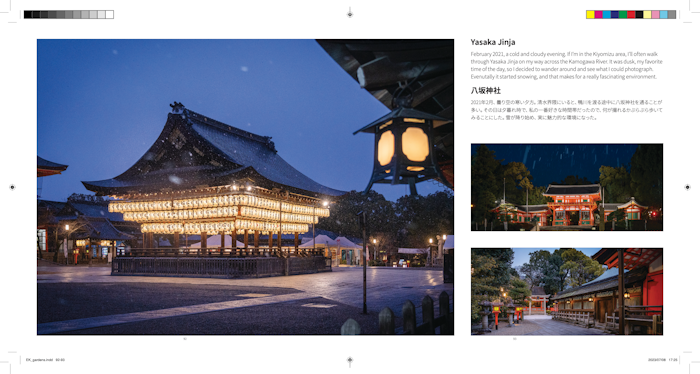 Yasaka Jinja
February 2021, a cold and cloudy evening. If I'm in the Kiyomizu area, I'll often walk
through Yasaka Jinja on my way across the Kamogawa River. It was dusk, my favorite
time of the day, so I decided to wander around and see what I could photograph.
Evenutally it started snowing, and that makes for a really fascinating environment.
八坂神社
2021年2月、曇り空の寒い夕方。清水界隈にいると、鴨川を渡る途中に八坂神社を通ることが
多い。その日は夕暮れ時で、私の一番好きな時間帯だったので、何が撮れるかぶらぶら歩いて
みることにした。雪が降り始め、実に魅力的な環境になった。